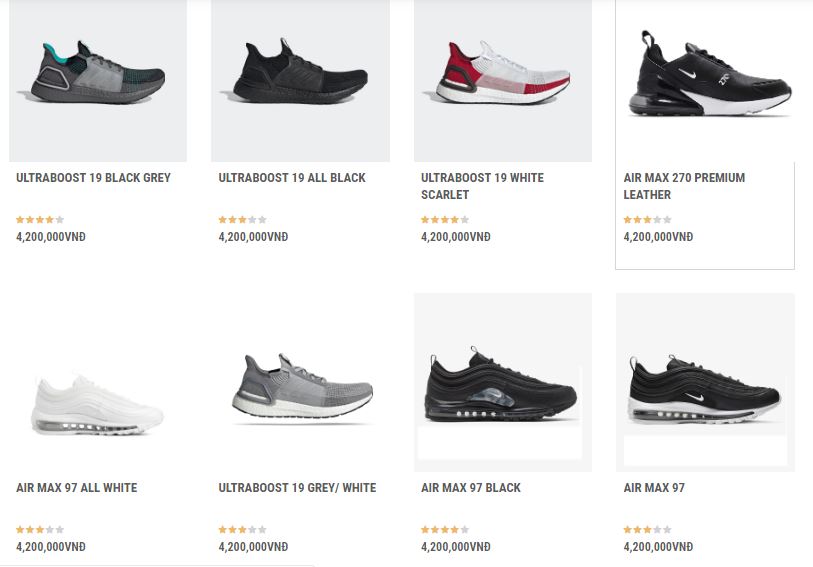 ULTRABOOST 19 BLACK GREY
4,200,000VNĐ
ULTRABOOST 19 ALL BLACK
4,200,000VNĐ
ULTRABOOST 19 WHITE
SCARLET
4,200,000VNĐ
270
AIR MAX 270 PREMIUM
LEATHER
4,200,000VNĐ
AIR MAX 97 ALL WHITE
4,200,000VNĐ
ULTRABOOST 19 GREY/ WHITE
4,200,000VNĐ
AIR MAX 97 BLACK
4,200,000VNĐ
AIR MAX 97
4,200,000VNĐ